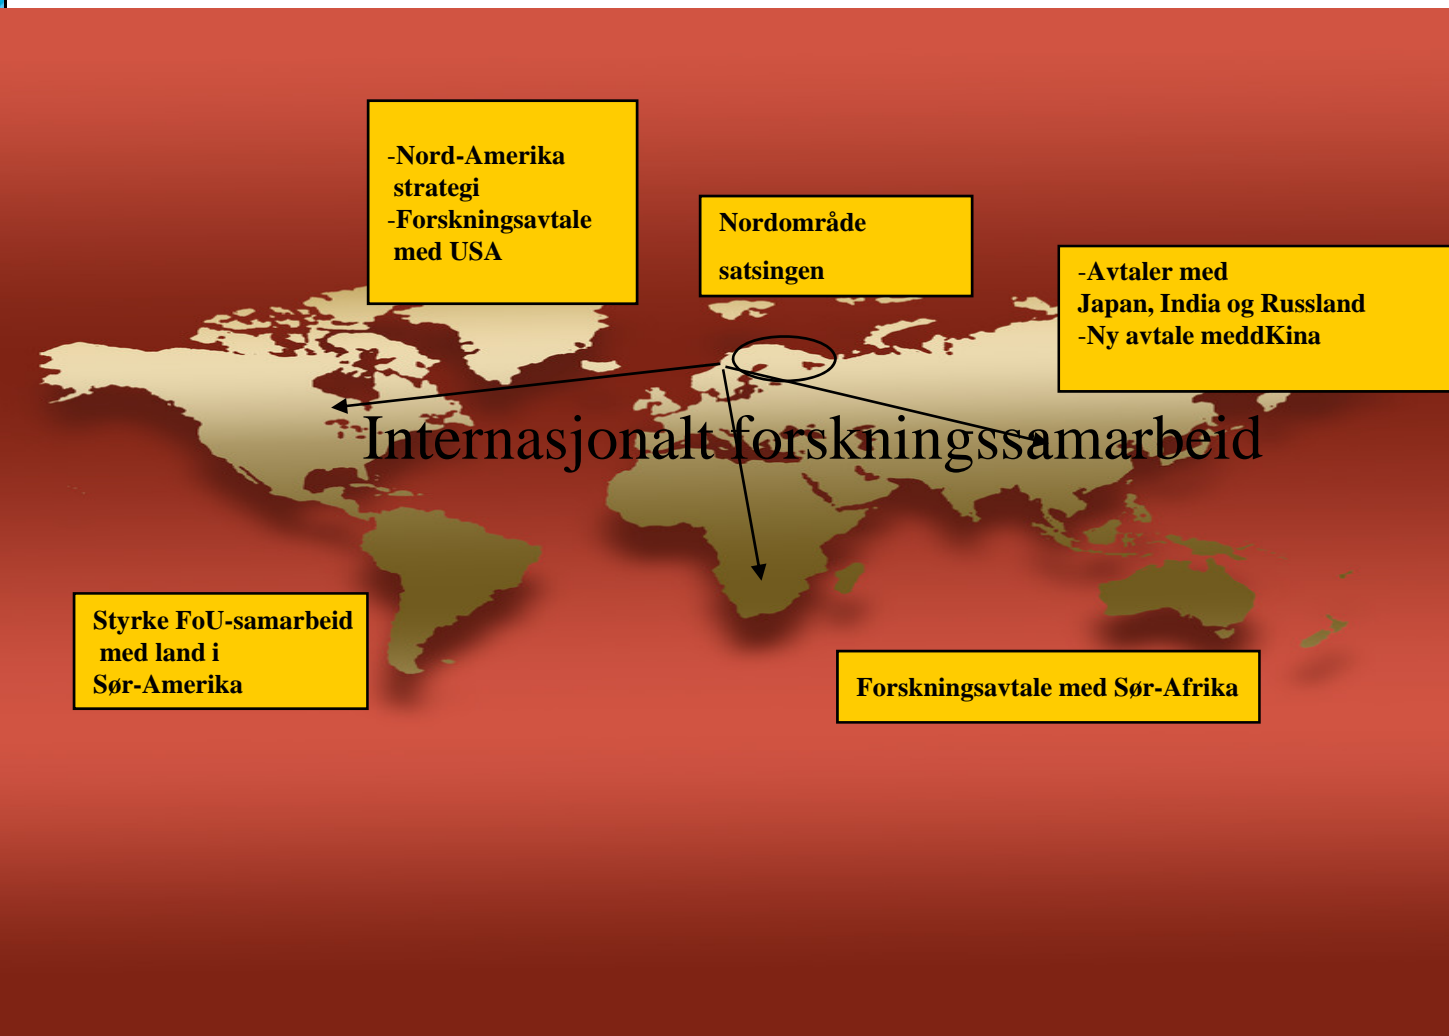 -Nord-Amerika
strategi
-Forskningsavtale
med USA
Nordområde
satsingen
-Avtaler med
Japan, India og Russland
-Ny avtale meddKina
Internasjonalt forskningssamarbeid
Styrke FoU-samarbeid
med land i
Sør-Amerika
Forskningsavtale med Sør-Afrika